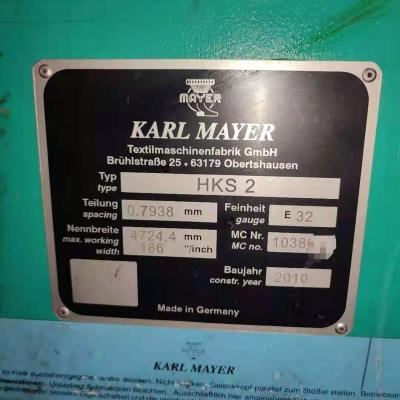 MAYER
KARL MAYER
Textilmaschinenfabrik GmbH
Brühlstraße 25 . 63179 Obertshausen
Typ
type
HKS 2
Teilung
spacing
0.7938 mm
Feinheit
gauge
E 32
Nennbreite
max. working
width
4724.4 mm
186 "/inch
MC Nr.
MC no.
1038
Baujahr
constr. year
2010
Made in Germany
KARL MAYER